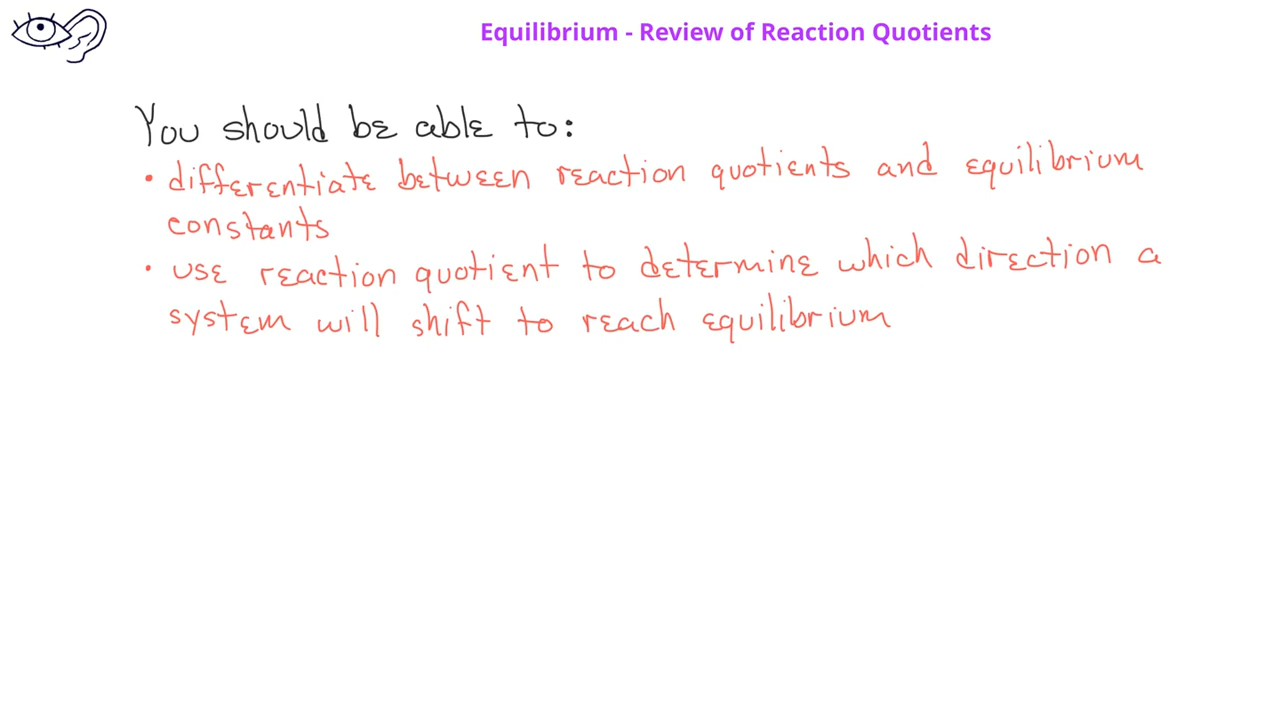 Equilibrium - Review of Reaction Quotients
You should be able to:
• differentiate between reaction quotients and equilibrium
constants
• use reaction quotient to determine which direction a
system will shift to reach equilibrium